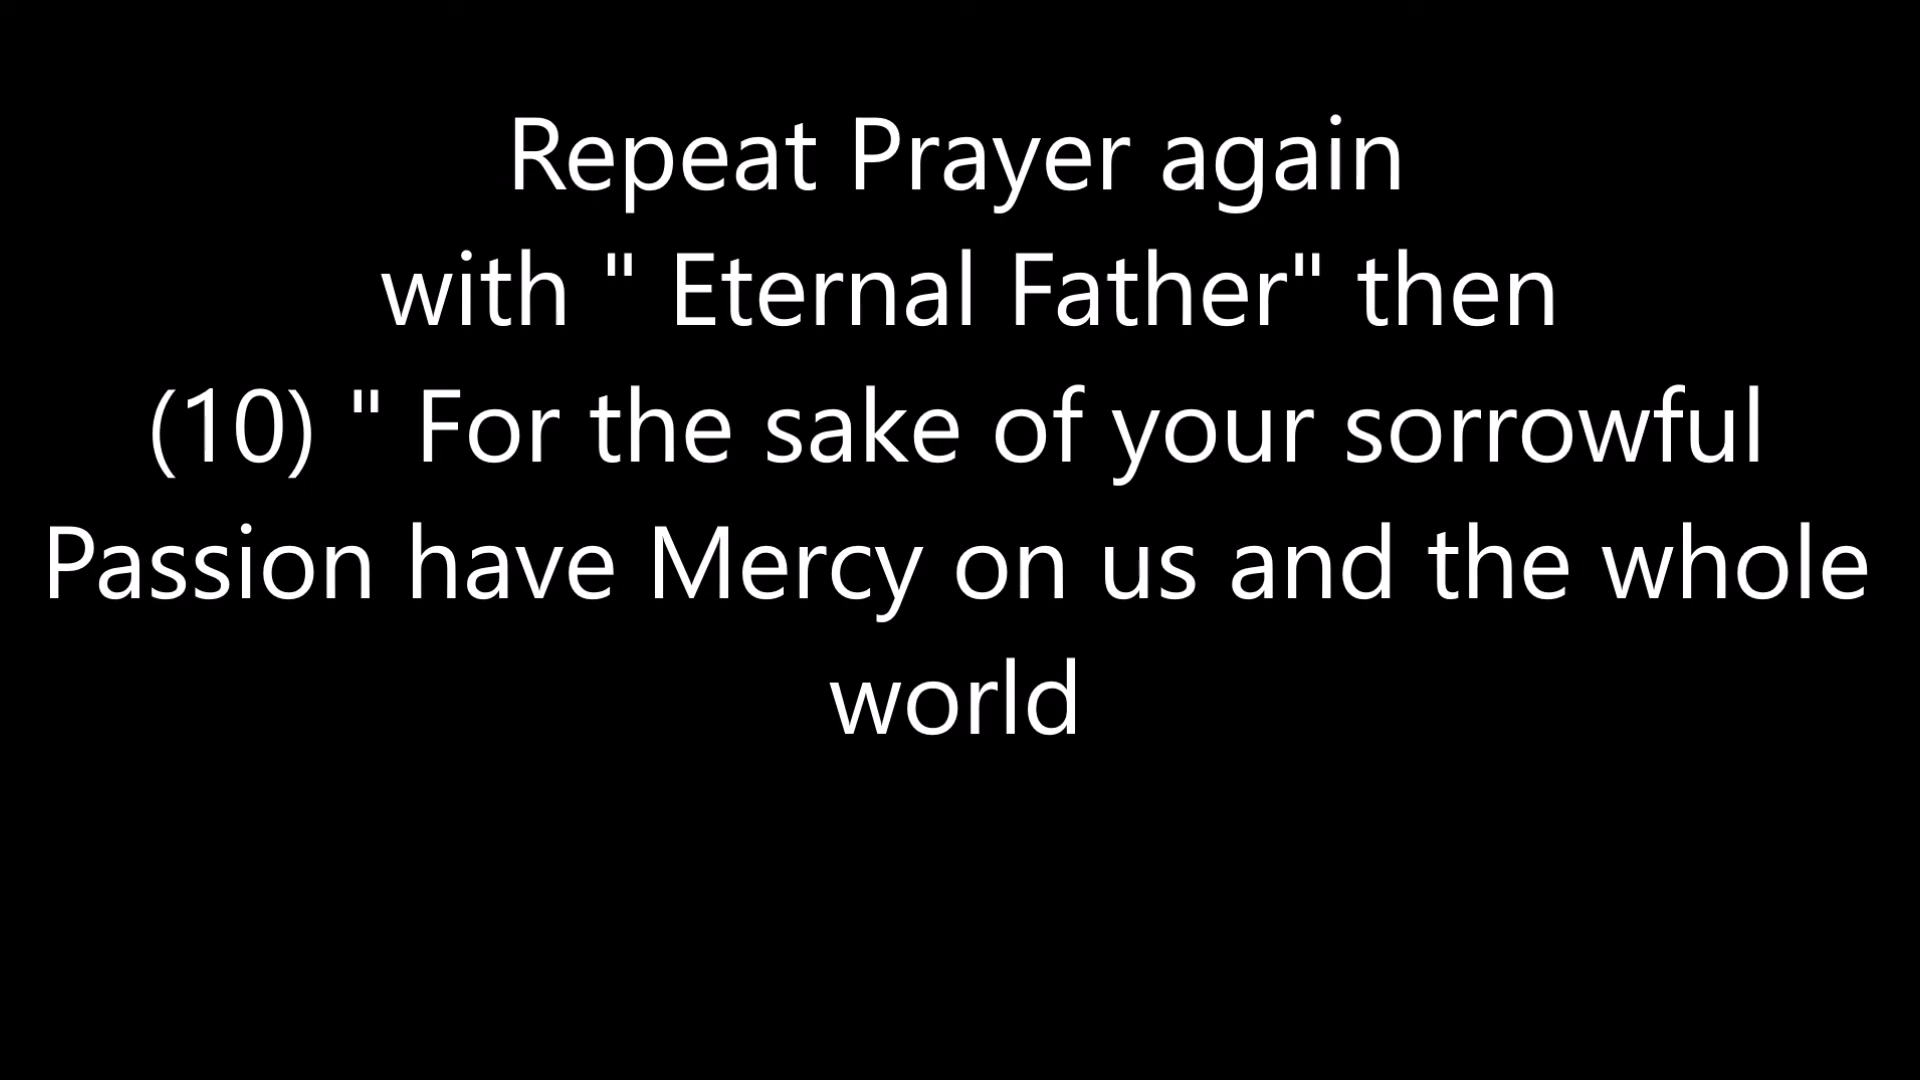 Repeat Prayer again
with " Eternal Father" then
(10) " For the sake of your sorrowful
Passion have Mercy on us and the whole
world